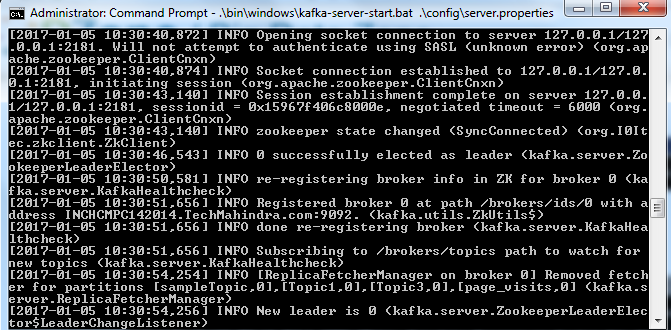 Administrator: Command Prompt - .\bin\windows\kafka-server-start.bat .\config\server.properties
[2017-01-05 10:30:40,872] INFO Opening socket connection to server 127.0.0.1/127
.0.0.1:2181. Will not attempt to authenticate using SASL (unknown error) (org.ap
ache.zookeeper.ClientCnxn)
[2017-01-05 10:30:40,874] INFO Socket connection established to 127.0.0.1/127.0.
0.1:2181, initiating session (org.apache.zookeeper.ClientCnxn)
[2017-01-05 10:30:43,140] INFO Session establishment complete on server 127.0.0.
1/127.0.0.1:2181, sessionid = 0x15967f406c8000e, negotiated timeout = 6000 (org.
apache.zookeeper.ClientCnxn)
[2017-01-05 10:30:43,140] INFO zookeeper state changed (SyncConnected) (org.I0It
ec.zkclient.ZkClient)
[2017-01-05 10:30:46,543] INFO 0 successfully elected as leader (kafka.server.Zo
okeeperLeaderElector)
[2017-01-05 10:30:50,581] INFO re-registering broker info in ZK for broker 0 (ka
fka.server.KafkaHealthcheck)
[2017-01-05 10:30:51,656] INFO Registered broker 0 at path /brokers/ids/0 with a
ddress INCHCMPC142014.TechMahindra.com:9092. (kafka.utils.ZkUtils$)
[2017-01-05 10:30:51,656] INFO done re-registering broker (kafka.server.KafkaHea
lthcheck)
[2017-01-05 10:30:51,656] INFO Subscribing to /brokers/topics path to watch for
new topics (kafka.server.KafkaHealthcheck)
[2017-01-05 10:30:54,254] INFO [ReplicaFetcherManager on broker 0] Removed fetch
er for partitions [sampleTopic,0],[Topic1,0],[Topic3,0],[page_visits,0] (kafka.s
erver.ReplicaFetcherManager)
[2017-01-05 10:30:54,256] INFO New leader is 0 (kafka.server.ZookeeperLeaderElec
tor$LeaderChangeListener)